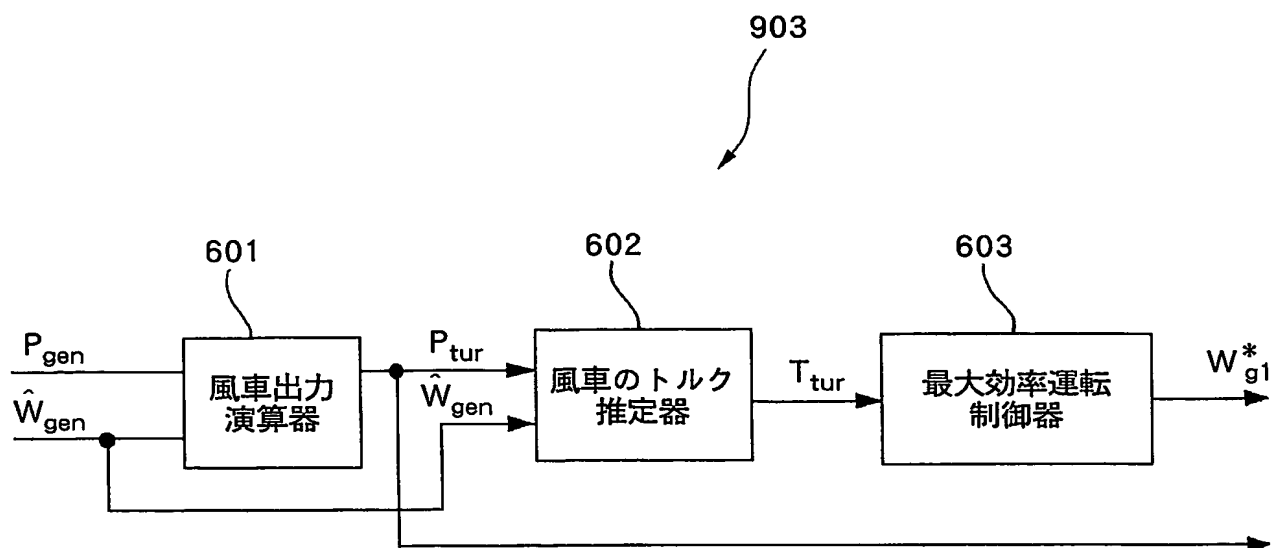 903
601
602
603
P_gen
Ŵ_gen
風車出力
演算器
P_tur
Ŵ_gen
風車のトルク
推定器
T_tur
最大効率運転
制御器
W*_g1